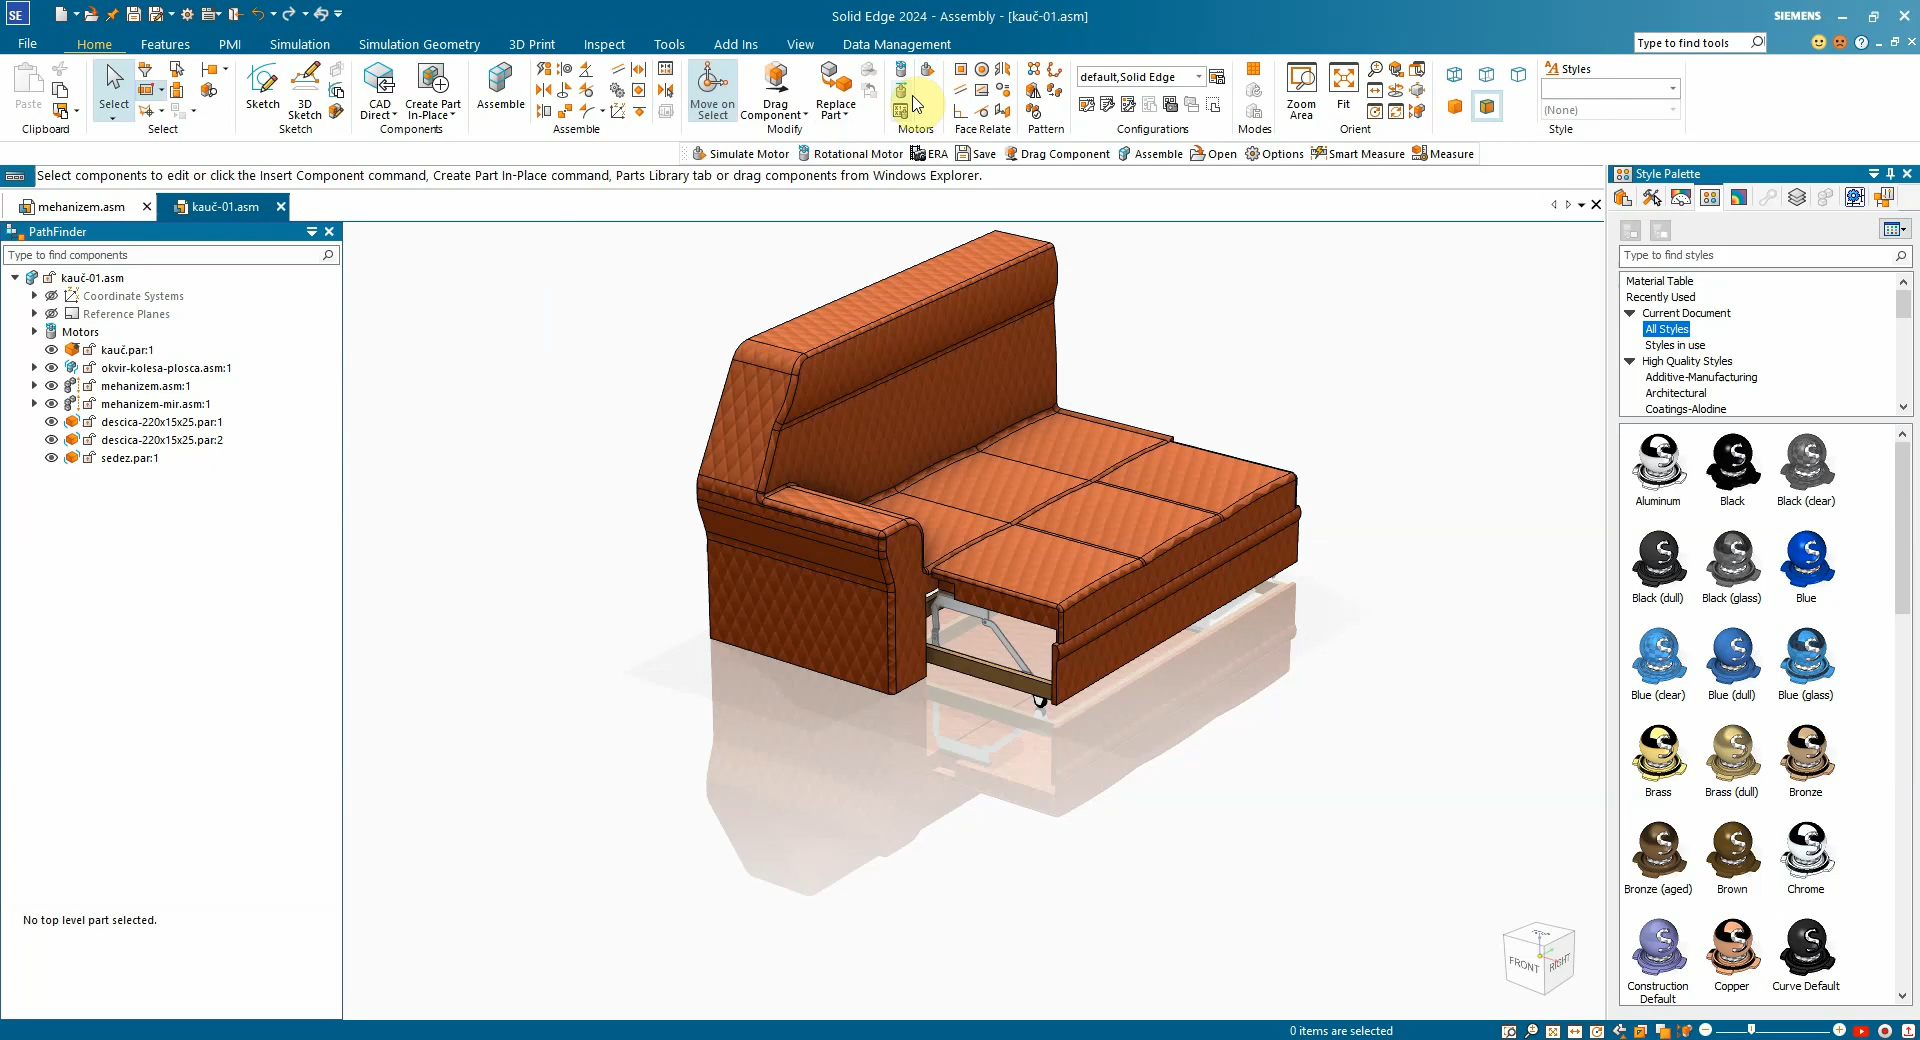 SE
Solid Edge 2024 - Assembly - [kauč-01.asm]
SIEMENS
File
Home
Features
PMI
Simulation
Simulation Geometry
3D Print
Inspect
Tools
Add Ins
View
Data Management
Type to find tools
Paste
Clipboard
Select
Select
Sketch
3D Sketch
Sketch
CAD Direct
Create Part In-Place
Components
Assemble
Assemble
Move on Select
Drag Component
Replace Part
Modify
Motors
Face Relate
Pattern
default,Solid Edge
Configurations
Modes
Zoom Area
Fit
Orient
Styles
(None)
Style
Simulate Motor
Rotational Motor
ERA
Save
Drag Component
Assemble
Open
Options
Smart Measure
Measure
Select components to edit or click the Insert Component command, Create Part In-Place command, Parts Library tab or drag components from Windows Explorer.
mehanizem.asm
kauč-01.asm
PathFinder
Type to find components
kauč-01.asm
Coordinate Systems
Reference Planes
Motors
kauč.par:1
okvir-kolesa-plosca.asm:1
mehanizem.asm:1
mehanizem-mir.asm:1
descica-220x15x25.par:1
descica-220x15x25.par:2
sedez.par:1
No top level part selected.
FRONT
RIGHT
Style Palette
Type to find styles
Material Table
Recently Used
Current Document
All Styles
Styles in use
High Quality Styles
Additive-Manufacturing
Architectural
Coatings-Alodine
Aluminum
Black
Black (clear)
Black (dull)
Black (glass)
Blue
Blue (clear)
Blue (dull)
Blue (glass)
Brass
Brass (dull)
Bronze
Bronze (aged)
Brown
Chrome
Construction Default
Copper
Curve Default
0 items are selected